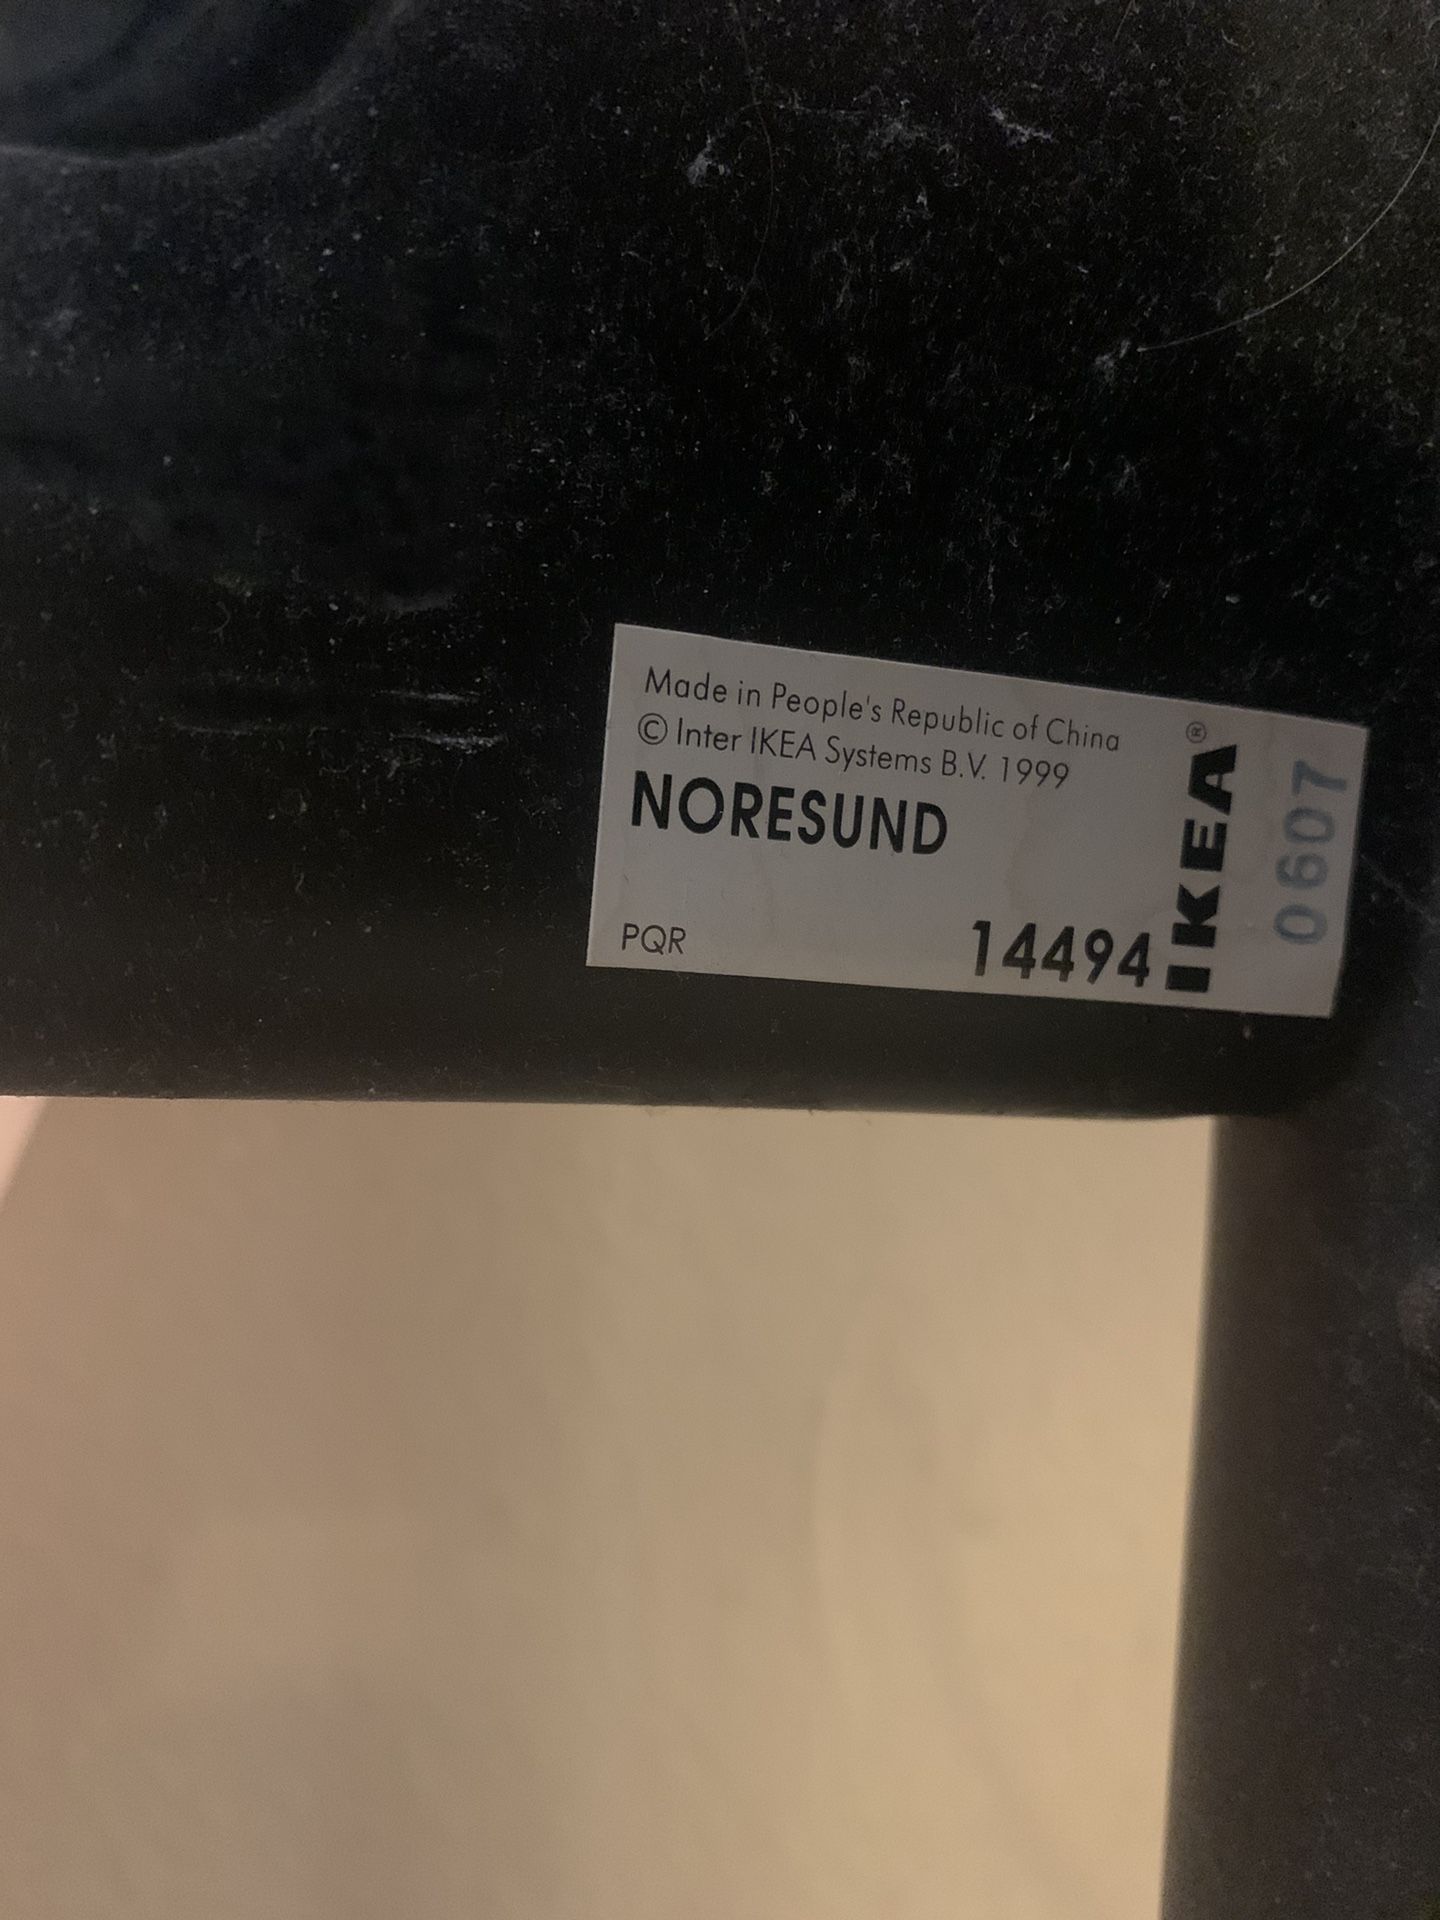 Made in People's Republic of China
© Inter IKEA Systems B.V. 1999
NORESUND
PQR
14494
IKEA®
0607